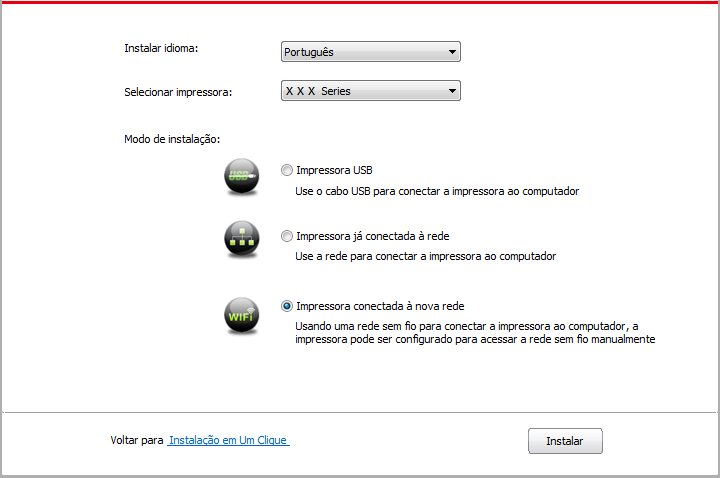 Instalar idioma:
Português
Selecionar impressora:
X X X Series
Modo de instalação:
USB
Impressora USB
Use o cabo USB para conectar a impressora ao computador
Impressora já conectada à rede
Use a rede para conectar a impressora ao computador
WiFi
Impressora conectada à nova rede
Usando uma rede sem fio para conectar a impressora ao computador, a
impressora pode ser configurado para acessar a rede sem fio manualmente
Voltar para Instalação em Um Clique
Instalar